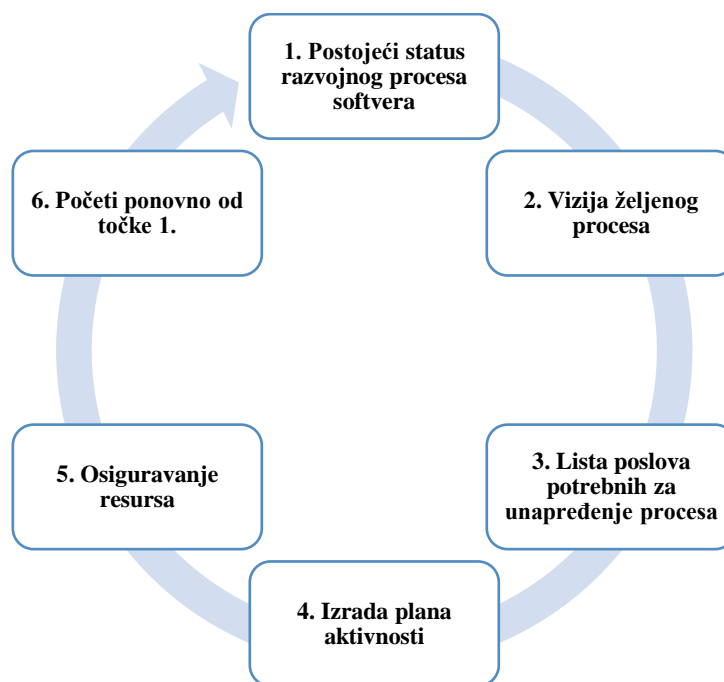 1. Postojeći status
razvojnog procesa
softvera
2. Vizija željenog
procesa
3. Lista poslova
potrebnih za
unapređenje procesa
4. Izrada plana
aktivnosti
5. Osiguravanje
resursa
6. Početi ponovno od
točke 1.